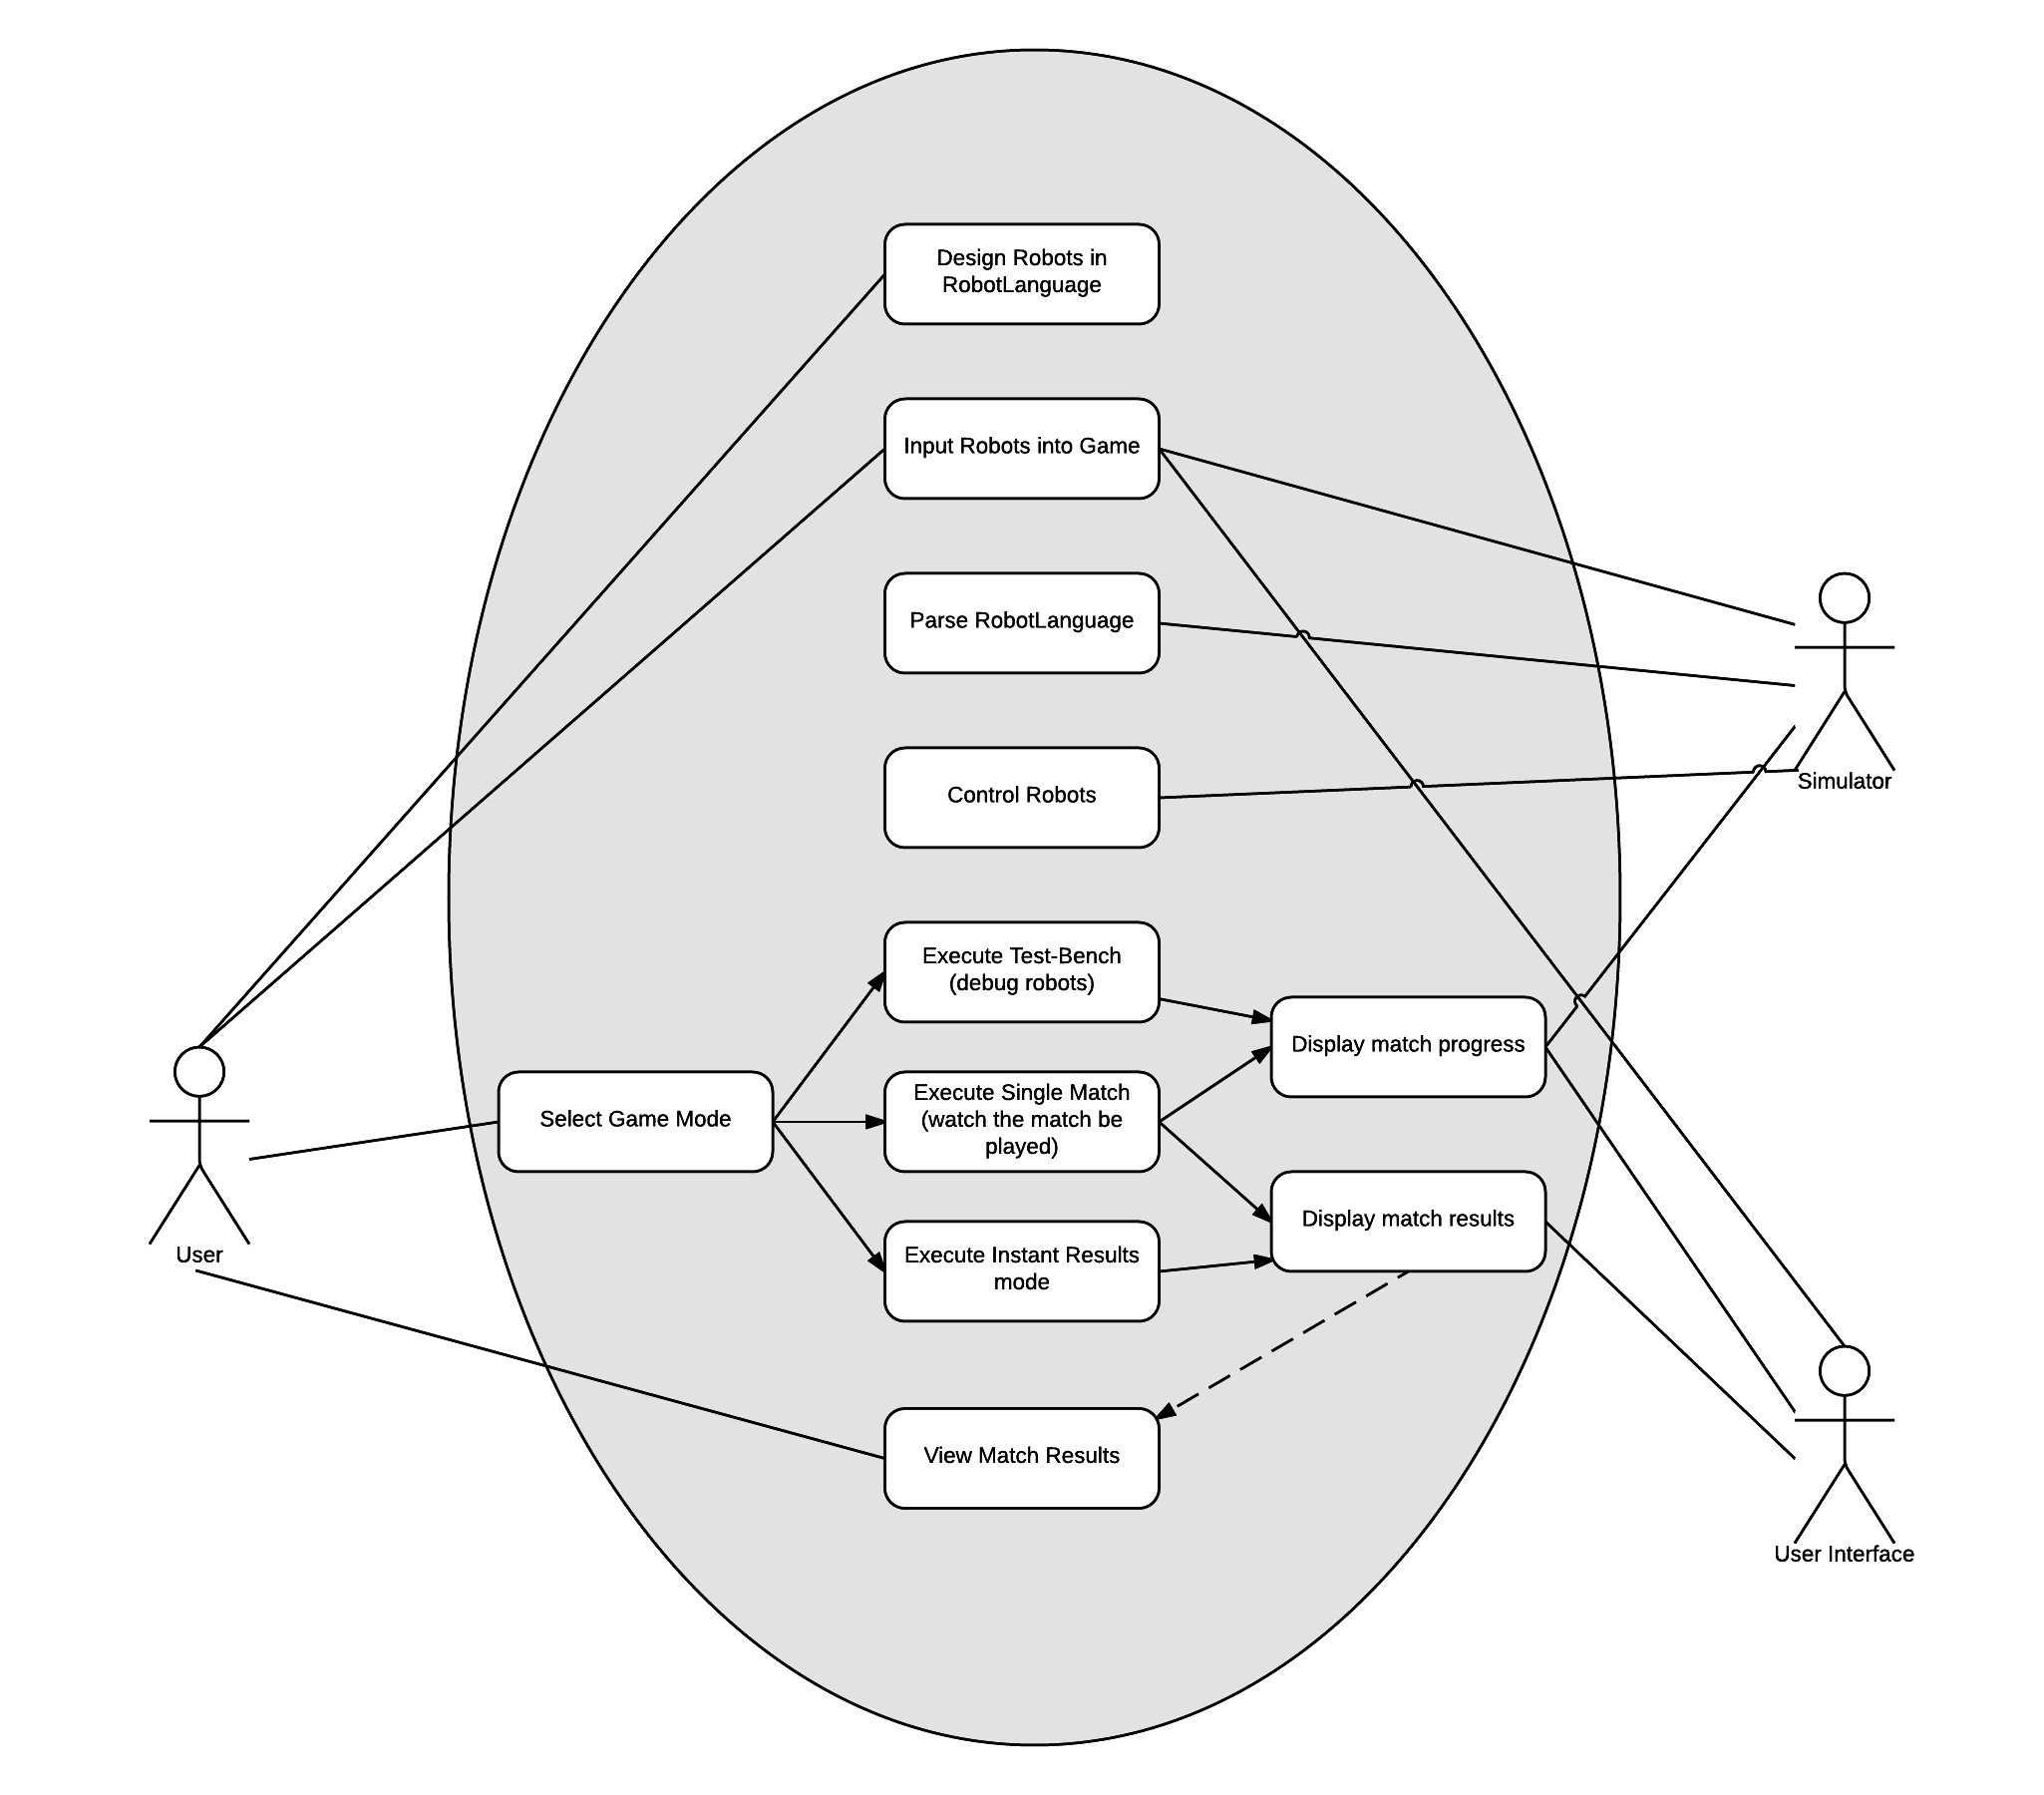 Design Robots in
RobotLanguage
Input Robots into Game
Parse RobotLanguage
Control Robots
Simulator
Execute Test-Bench
(debug robots)
Display match progress
Select Game Mode
Execute Single Match
(watch the match be
played)
Display match results
User
Execute Instant Results
mode
View Match Results
User Interface